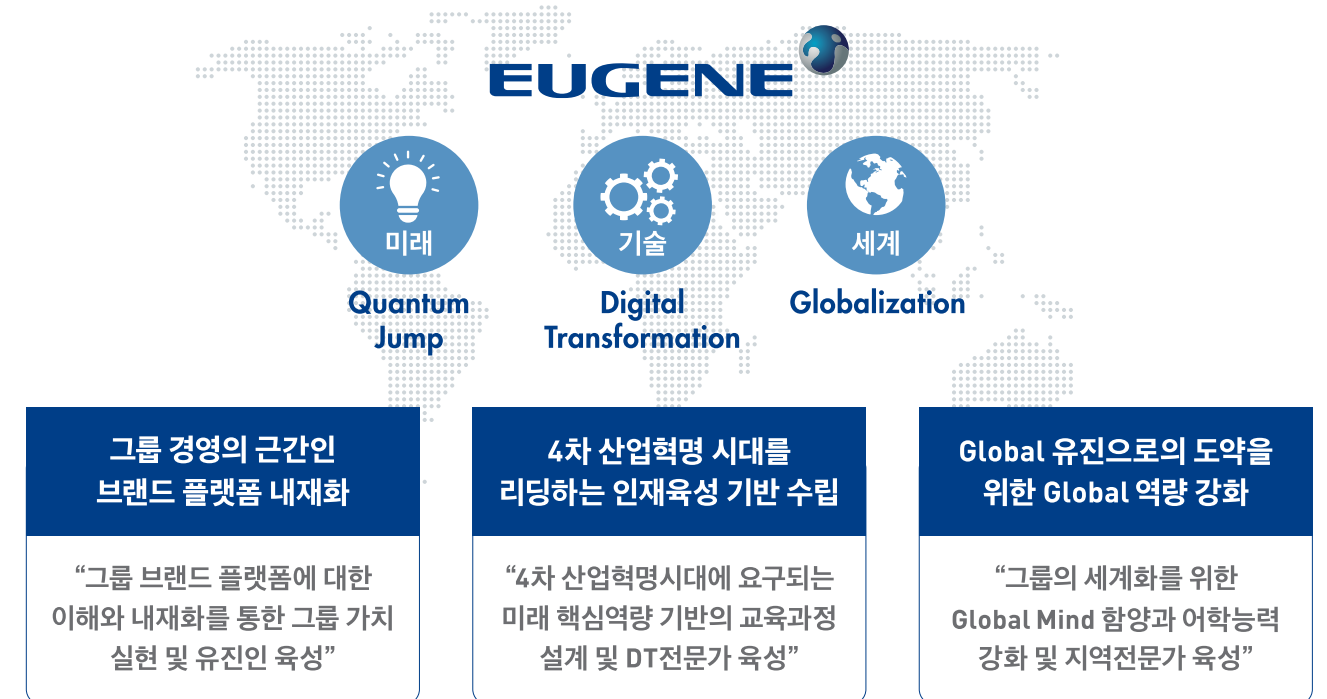 EUGENE
미래
기술
세계
Quantum
Jump
Digital
Transformation
Globalization
그룹 경영의 근간인
브랜드 플랫폼 내재화
“그룹 브랜드 플랫폼에 대한
이해와 내재화를 통한 그룹 가치
실현 및 유진인 육성”
4차 산업혁명 시대를
리딩하는 인재육성 기반 수립
“4차 산업혁명시대에 요구되는
미래 핵심역량 기반의 교육과정
설계 및 DT전문가 육성”
Global 유진으로의 도약을
위한 Global 역량 강화
“그룹의 세계화를 위한
Global Mind 함양과 어학능력
강화 및 지역전문가 육성”